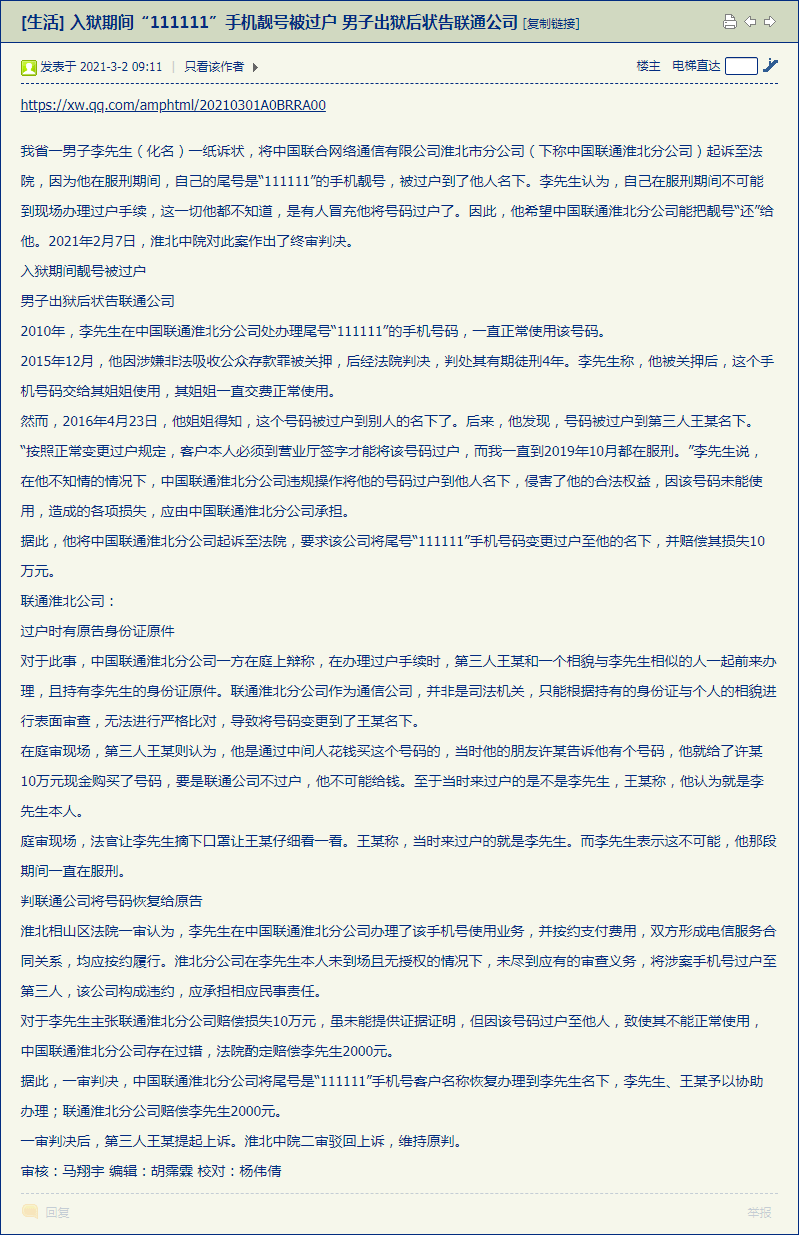 [生活] 入狱期间“111111”手机靓号被过户 男子出狱后状告联通公司 [复制链接]
发表于 2021-3-2 09:11 | 只看该作者 楼主 电梯直达
https://xw.qq.com/amphtml/20210301A0BRRA00
我省一男子李先生（化名）一纸诉状，将中国联合网络通信有限公司淮北市分公司（下称中国联通淮北分公司）起诉至法
院，因为他在服刑期间，自己的尾号是“111111”的手机靓号，被过户到了他人名下。李先生认为，自己在服刑期间不可能
到现场办理过户手续，这一切他都不知道，是有人冒充他将号码过户了。因此，他希望中国联通淮北分公司能把靓号“还”给
他。2021年2月7日，淮北中院对此案作出了终审判决。
入狱期间靓号被过户
男子出狱后状告联通公司
2010年，李先生在中国联通淮北分公司处办理尾号“111111”的手机号码，一直正常使用该号码。
2015年12月，他因涉嫌非法吸收公众存款罪被关押，后经法院判决，判处其有期徒刑4年。李先生称，他被关押后，这个手
机号码交给其姐姐使用，其姐姐一直交费正常使用。
然而，2016年4月23日，他姐姐得知，这个号码被过户到别人的名下了。后来，他发现，号码被过户到第三人王某名下。
“按照正常变更过户规定，客户本人必须到营业厅签字才能将该号码过户，而我一直到2019年10月都在服刑。”李先生说，
在他不知情的情况下，中国联通淮北分公司违规操作将他的号码过户到他人名下，侵害了他的合法权益，因该号码未能使
用，造成的各项损失，应由中国联通淮北分公司承担。
据此，他将中国联通淮北分公司起诉至法院，要求该公司将尾号“111111”手机号码变更过户至他的名下，并赔偿其损失10
万元。
联通淮北公司：
过户时有原告身份证原件
对于此事，中国联通淮北分公司一方在庭上辩称，在办理过户手续时，第三人王某和一个相貌与李先生相似的人一起前来办
理，且持有李先生的身份证原件。联通淮北分公司作为通信公司，并非是司法机关，只能根据持有的身份证与个人的相貌进
行表面审查，无法进行严格比对，导致将号码变更到了王某名下。
在庭审现场，第三人王某则认为，他是通过中间人花钱买这个号码的，当时他的朋友许某告诉他有个号码，他就给了许某
10万元现金购买了号码，要是联通公司不过户，他不可能给钱。至于当时来过户的是不是李先生，王某称，他认为就是李
先生本人。
庭审现场，法官让李先生摘下口罩让王某仔细看一看。王某称，当时来过户的就是李先生。而李先生表示这不可能，他那段
期间一直在服刑。
判联通公司将号码恢复给原告
淮北相山区法院一审认为，李先生在中国联通淮北分公司办理了该手机号使用业务，并按约支付费用，双方形成电信服务合
同关系，均应按约履行。淮北分公司在李先生本人未到场且无授权的情况下，未尽到应有的审查义务，将涉案手机号过户至
第三人，该公司构成违约，应承担相应民事责任。
对于李先生主张联通淮北分公司赔偿损失10万元，虽未能提供证据证明，但因该号码过户至他人，致使其不能正常使用，
中国联通淮北分公司存在过错，法院酌定赔偿李先生2000元。
据此，一审判决，中国联通淮北分公司将尾号是“111111”手机号客户名称恢复办理到李先生名下，李先生、王某予以协助
办理；联通淮北分公司赔偿李先生2000元。
一审判决后，第三人王某提起上诉。淮北中院二审驳回上诉，维持原判。
审核：马翔宇 编辑：胡霈霖 校对：杨伟倩
回复 举报